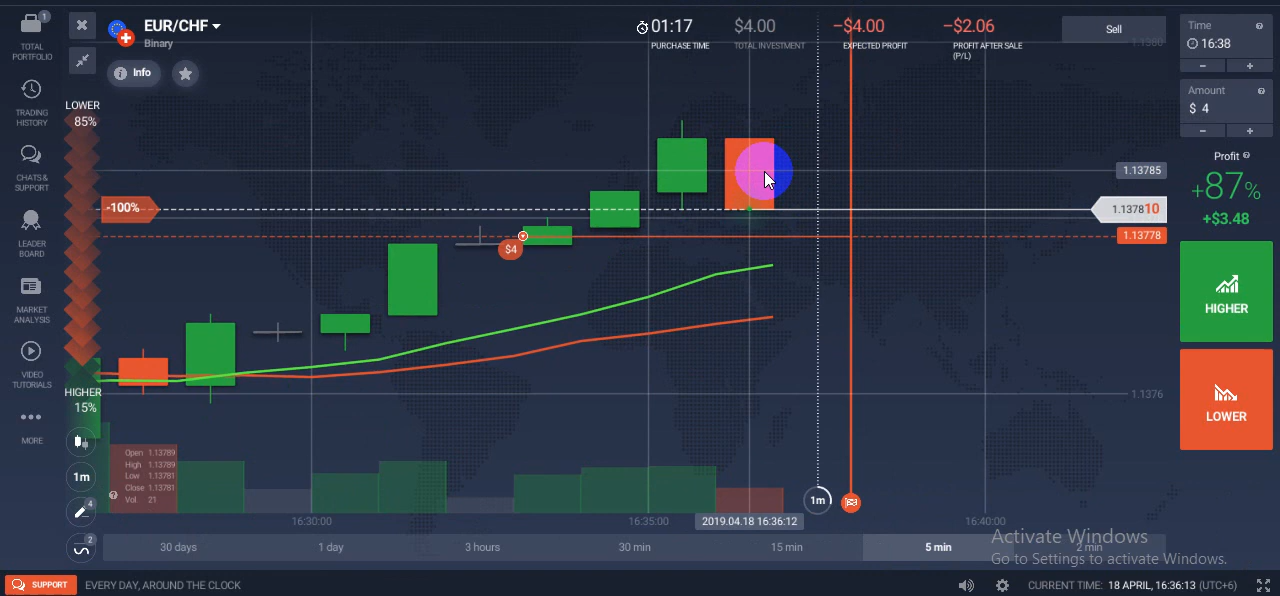 1
TOTAL
PORTFOLIO
TRADING
HISTORY
CHATS &
SUPPORT
LEADER
BOARD
MARKET
ANALYSIS
VIDEO
TUTORIALS
MORE
EUR/CHF
Binary
Info
01:17
PURCHASE TIME
$4.00
TOTAL INVESTMENT
−$4.00
EXPECTED PROFIT
−$2.06
PROFIT AFTER SALE
(P/L)
Sell
1.1380
LOWER
85%
-100%
$4
1.13785
1.137810
1.13778
1.1376
HIGHER
15%
1m
4
2
Open 1.13789
High 1.13789
Low 1.13781
Close 1.13781
Vol. 21
1m
16:30:00
16:35:00
2019.04.18 16:36:12
16:40:00
30 days
1 day
3 hours
30 min
15 min
5 min
2 min
Time
16:38
− +
Amount
$ 4
− +
Profit
+87%
+$3.48
HIGHER
LOWER
Activate Windows
Go to Settings to activate Windows.
SUPPORT
EVERY DAY, AROUND THE CLOCK
CURRENT TIME: 18 APRIL, 16:36:13 (UTC+6)